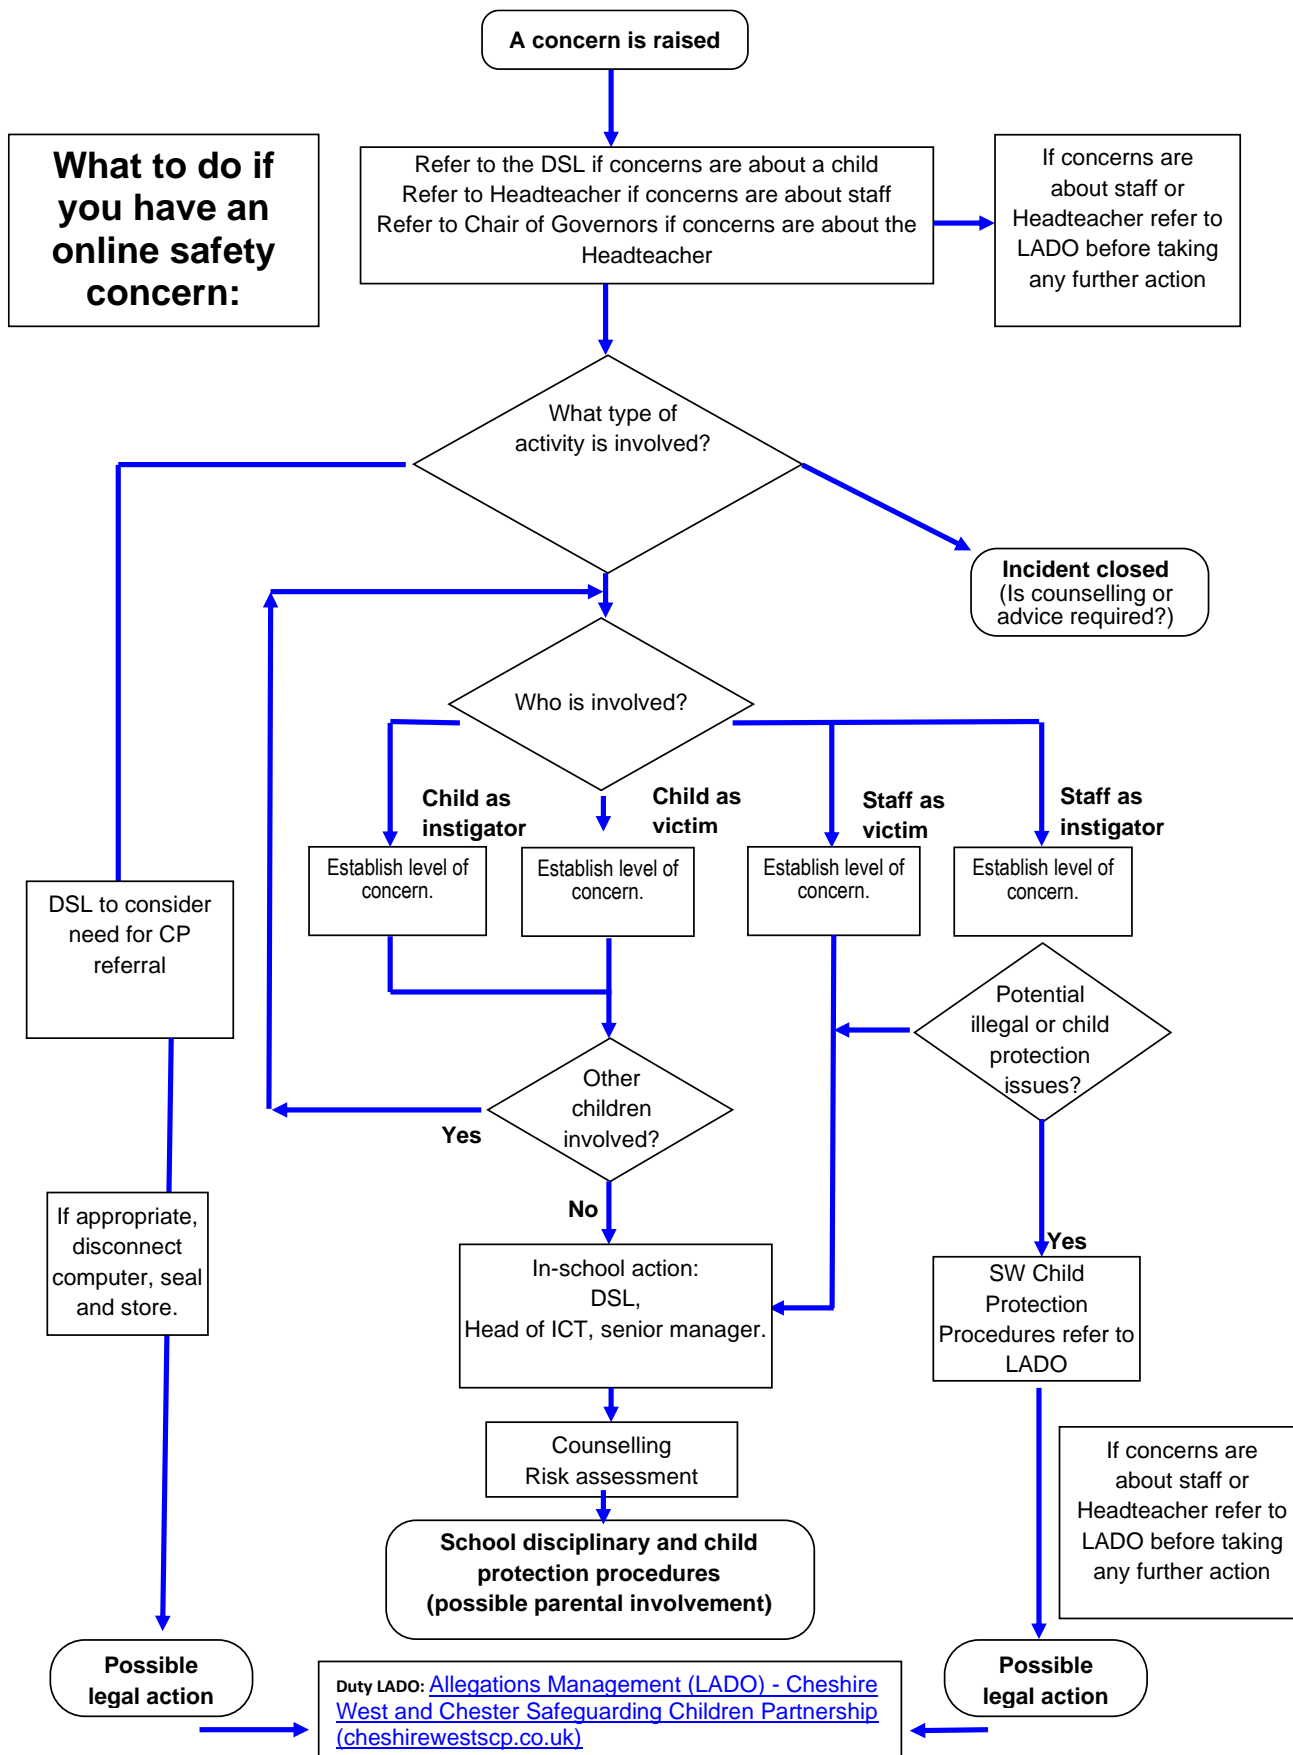 A concern is raised
What to do if
you have an
online safety
concern:
Refer to the DSL if concerns are about a child
Refer to Headteacher if concerns are about staff
Refer to Chair of Governors if concerns are about the
Headteacher
If concerns are
about staff or
Headteacher refer to
LADO before taking
any further action
What type of
activity is involved?
Incident closed
(Is counselling or
advice required?)
Who is involved?
Child as
instigator
Child as
victim
Staff as
victim
Staff as
instigator
Establish level of
concern.
Establish level of
concern.
Establish level of
concern.
Establish level of
concern.
DSL to consider
need for CP
referral
Potential
illegal or child
protection
issues?
Other
children
involved?
Yes
No
If appropriate,
disconnect
computer, seal
and store.
In-school action:
DSL,
Head of ICT, senior manager.
Yes
SW Child
Protection
Procedures refer to
LADO
Counselling
Risk assessment
If concerns are
about staff or
Headteacher refer to
LADO before taking
any further action
School disciplinary and child
protection procedures
(possible parental involvement)
Possible
legal action
Duty LADO: Allegations Management (LADO) - Cheshire
West and Chester Safeguarding Children Partnership
(cheshirewestscp.co.uk)
Possible
legal action